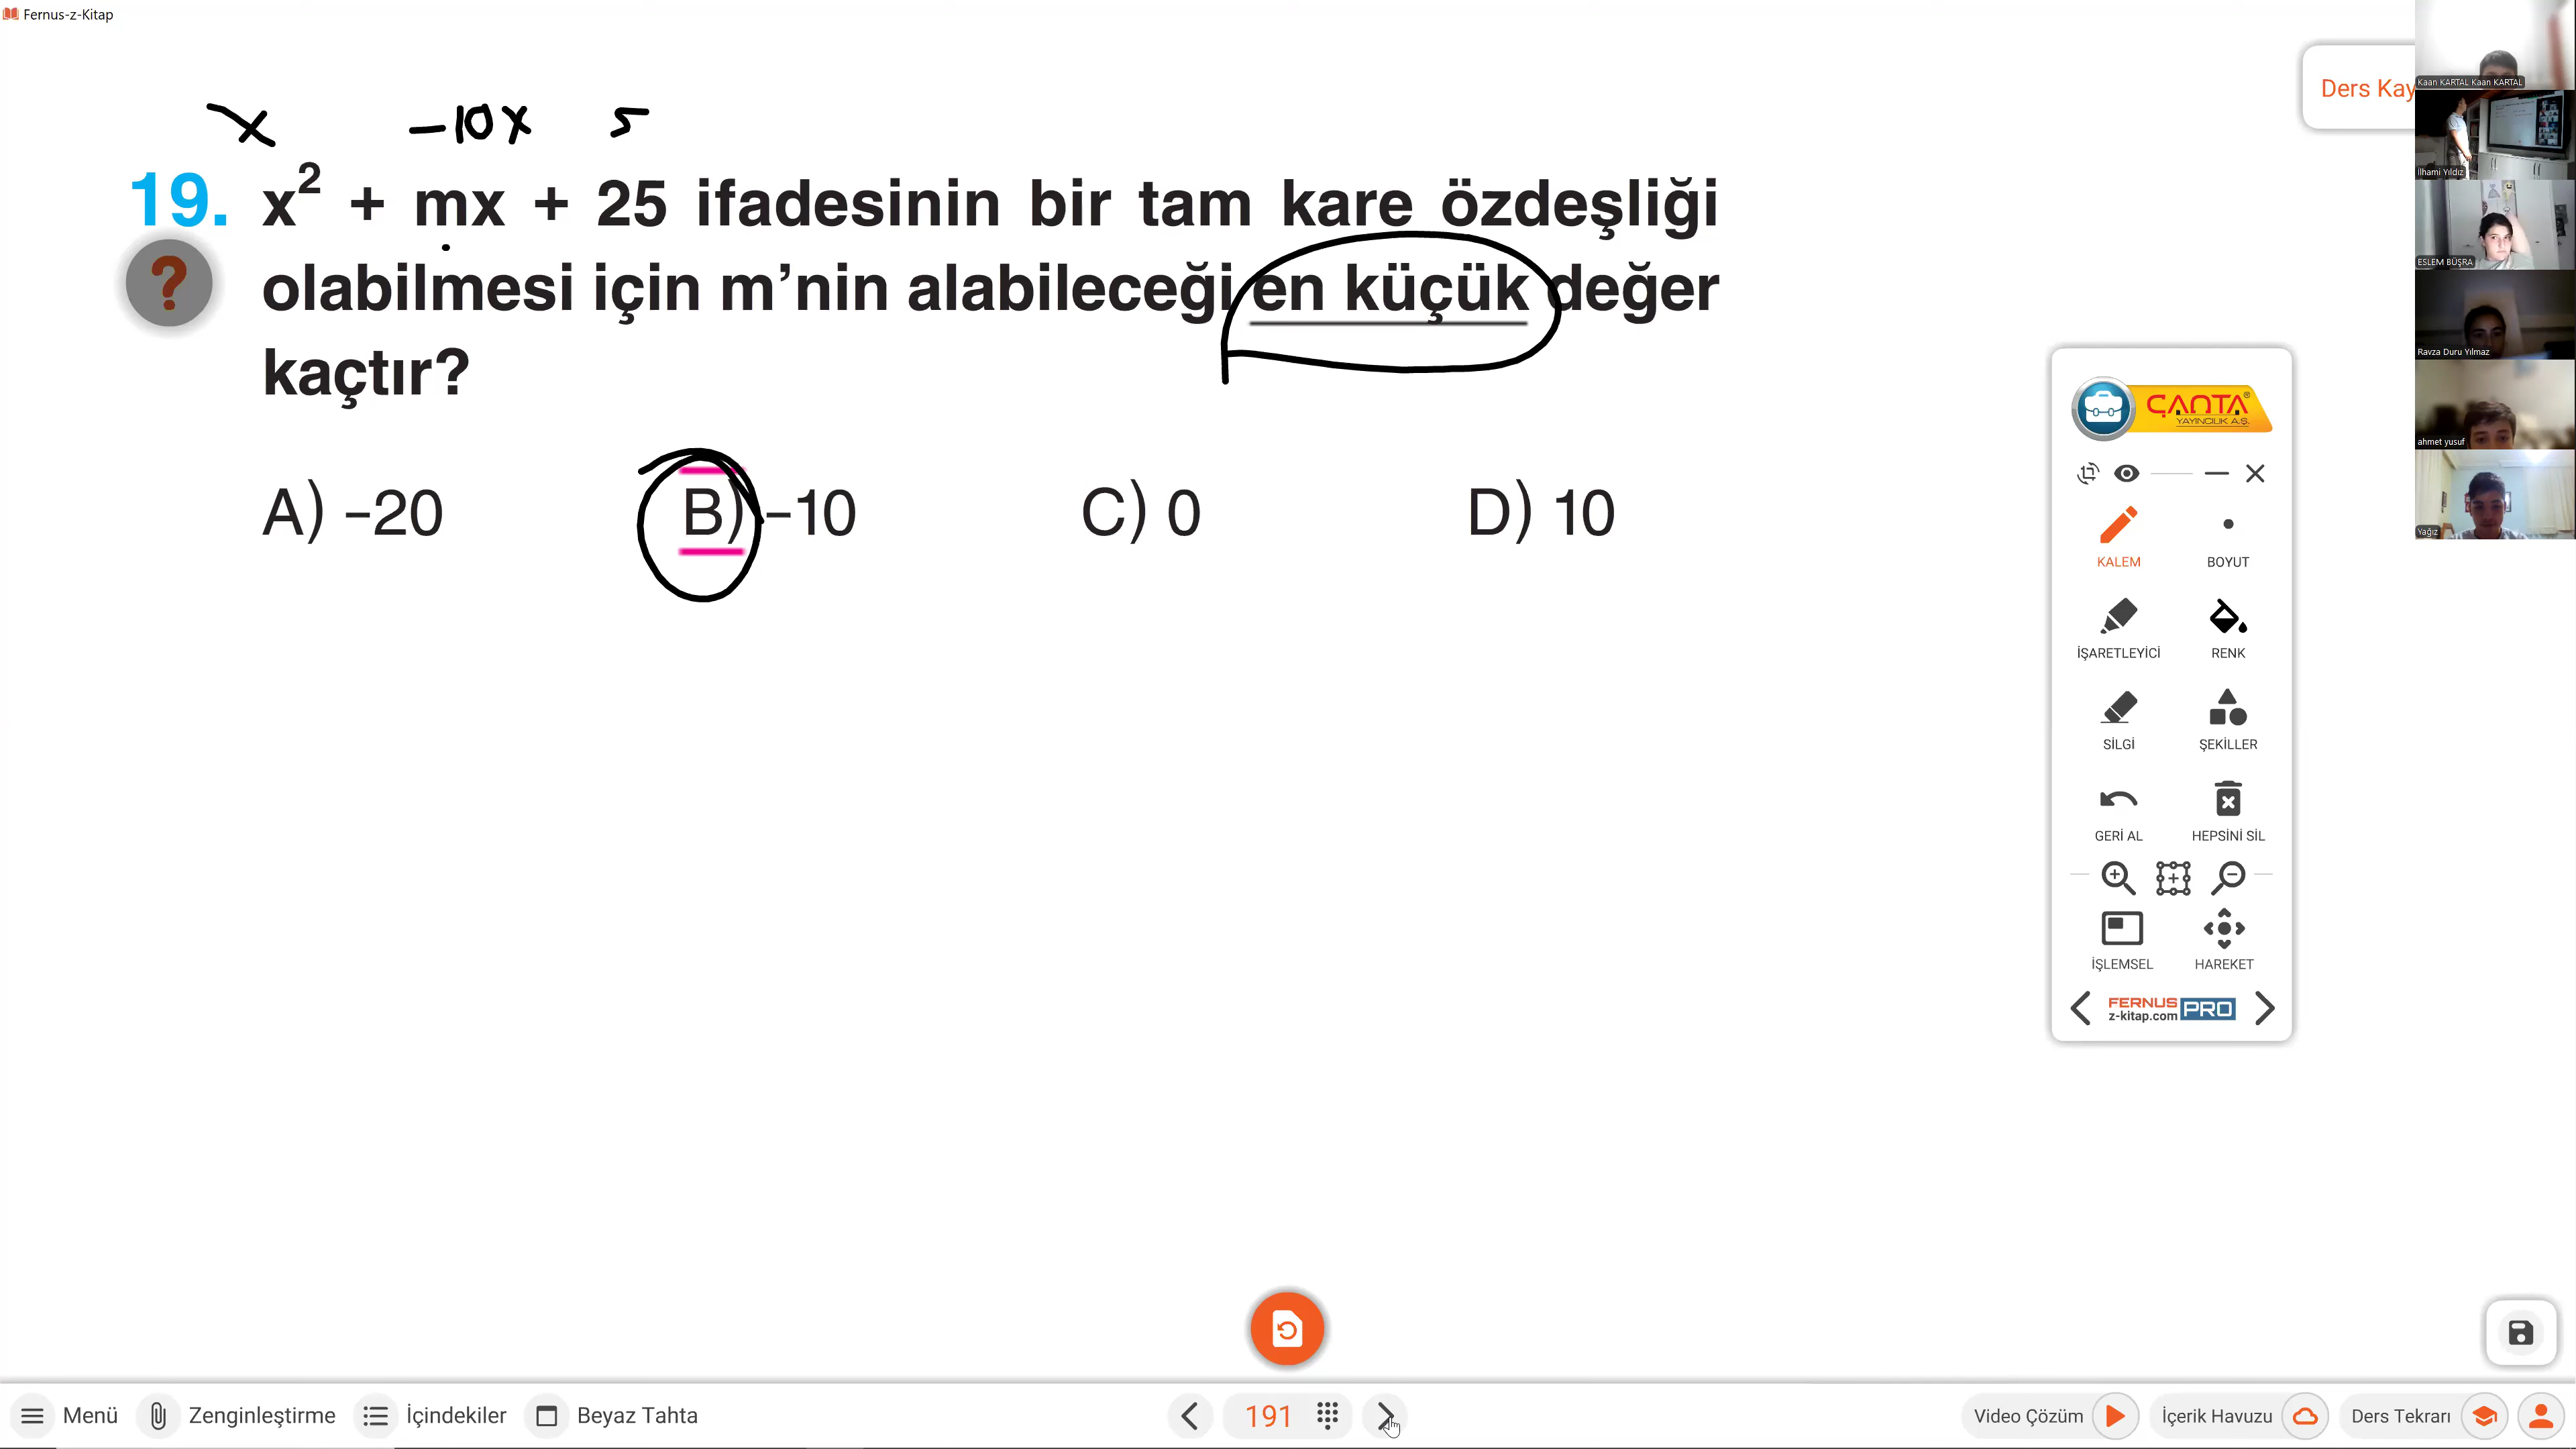 Fernus-z-Kitap
Ders Kay
Kaan KARTAL Kaan KARTAL
İlhami Yıldız
ESLEM BÜŞRA
Ravza Duru Yılmaz
ahmet yusuf
Yağız
x -10x 5
19. x² + mx + 25 ifadesinin bir tam kare özdeşliği
olabilmesi için m'nin alabileceği en küçük değer
kaçtır?
?
A) -20 B) -10 C) 0 D) 10
ÇANTA
YAYINCILIK A.Ş.
KALEM BOYUT
İŞARETLEYİCİ RENK
SİLGİ ŞEKİLLER
GERİ AL HEPSİNİ SİL
İŞLEMSEL HAREKET
FERNUS PRO
z-kitap.com
Menü Zenginleştirme İçindekiler Beyaz Tahta 191 Video Çözüm İçerik Havuzu Ders Tekrarı